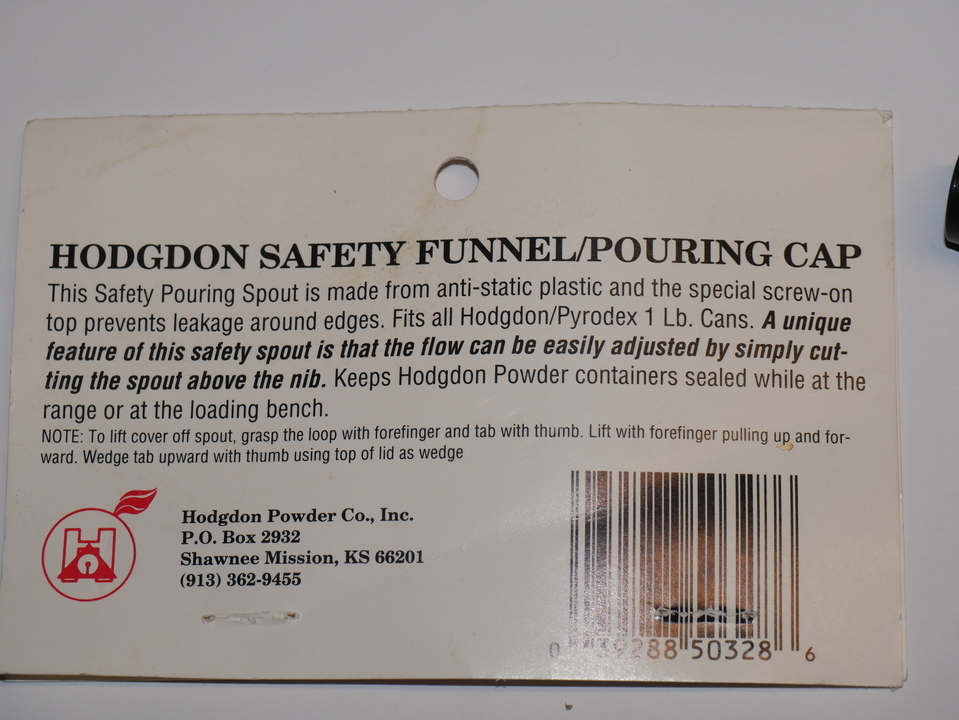 HODGDON SAFETY FUNNEL/POURING CAP
This Safety Pouring Spout is made from anti-static plastic and the special screw-on
top prevents leakage around edges. Fits all Hodgdon/Pyrodex 1 Lb. Cans. A unique
feature of this safety spout is that the flow can be easily adjusted by simply cut-
ting the spout above the nib. Keeps Hodgdon Powder containers sealed while at the
range or at the loading bench.
NOTE: To lift cover off spout, grasp the loop with forefinger and tab with thumb. Lift with forefinger pulling up and for-
ward. Wedge tab upward with thumb using top of lid as wedge
Hodgdon Powder Co., Inc.
P.O. Box 2932
Shawnee Mission, KS 66201
(913) 362-9455
0 39288 50328 6